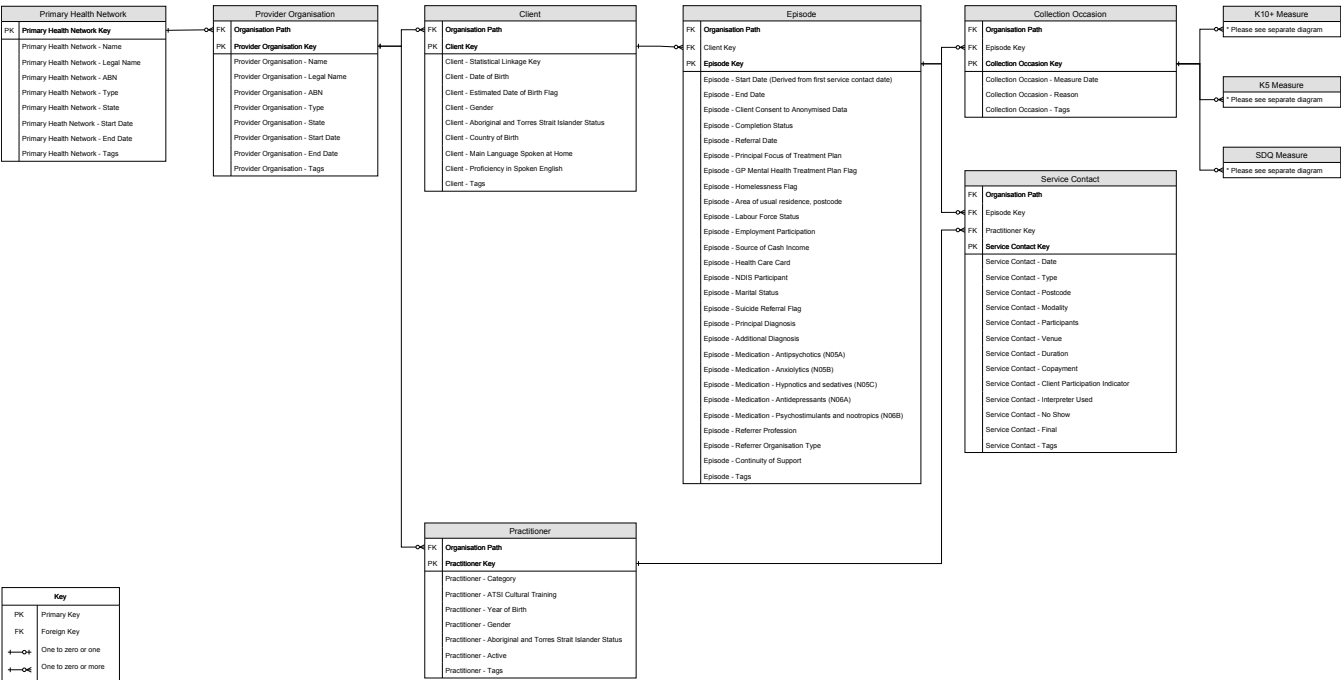 Primary Health Network
PK Primary Health Network Key
Primary Health Network - Name
Primary Health Network - Legal Name
Primary Health Network - ABN
Primary Health Network - Type
Primary Health Network - State
Primary Heath Network - Start Date
Primary Health Network - End Date
Primary Health Network - Tags
Provider Organisation
FK Organisation Path
PK Provider Organisation Key
Provider Organisation - Name
Provider Organisation - Legal Name
Provider Organisation - ABN
Provider Organisation - Type
Provider Organisation - State
Provider Organisation - Start Date
Provider Organisation - End Date
Provider Organisation - Tags
Client
FK Organisation Path
PK Client Key
Client - Statistical Linkage Key
Client - Date of Birth
Client - Estimated Date of Birth Flag
Client - Gender
Client - Aboriginal and Torres Strait Islander Status
Client - Country of Birth
Client - Main Language Spoken at Home
Client - Proficiency in Spoken English
Client - Tags
Episode
FK Organisation Path
FK Client Key
PK Episode Key
Episode - Start Date (Derived from first service contact date)
Episode - End Date
Episode - Client Consent to Anonymised Data
Episode - Completion Status
Episode - Referral Date
Episode - Principal Focus of Treatment Plan
Episode - GP Mental Health Treatment Plan Flag
Episode - Homelessness Flag
Episode - Area of usual residence, postcode
Episode - Labour Force Status
Episode - Employment Participation
Episode - Source of Cash Income
Episode - Health Care Card
Episode - NDIS Participant
Episode - Marital Status
Episode - Suicide Referral Flag
Episode - Principal Diagnosis
Episode - Additional Diagnosis
Episode - Medication - Antipsychotics (N05A)
Episode - Medication - Anxiolytics (N05B)
Episode - Medication - Hypnotics and sedatives (N05C)
Episode - Medication - Antidepressants (N06A)
Episode - Medication - Psychostimulants and nootropics (N06B)
Episode - Referrer Profession
Episode - Referrer Organisation Type
Episode - Continuity of Support
Episode - Tags
Collection Occasion
FK Organisation Path
FK Episode Key
PK Collection Occasion Key
Collection Occasion - Measure Date
Collection Occasion - Reason
Collection Occasion - Tags
K10+ Measure
* Please see separate diagram
K5 Measure
* Please see separate diagram
SDQ Measure
* Please see separate diagram
Service Contact
FK Organisation Path
FK Episode Key
FK Practitioner Key
PK Service Contact Key
Service Contact - Date
Service Contact - Type
Service Contact - Postcode
Service Contact - Modality
Service Contact - Participants
Service Contact - Venue
Service Contact - Duration
Service Contact - Copayment
Service Contact - Client Participation Indicator
Service Contact - Interpreter Used
Service Contact - No Show
Service Contact - Final
Service Contact - Tags
Practitioner
FK Organisation Path
PK Practitioner Key
Practitioner - Category
Practitioner - ATSI Cultural Training
Practitioner - Year of Birth
Practitioner - Gender
Practitioner - Aboriginal and Torres Strait Islander Status
Practitioner - Active
Practitioner - Tags
Key
PK Primary Key
FK Foreign Key
One to zero or one
One to zero or more